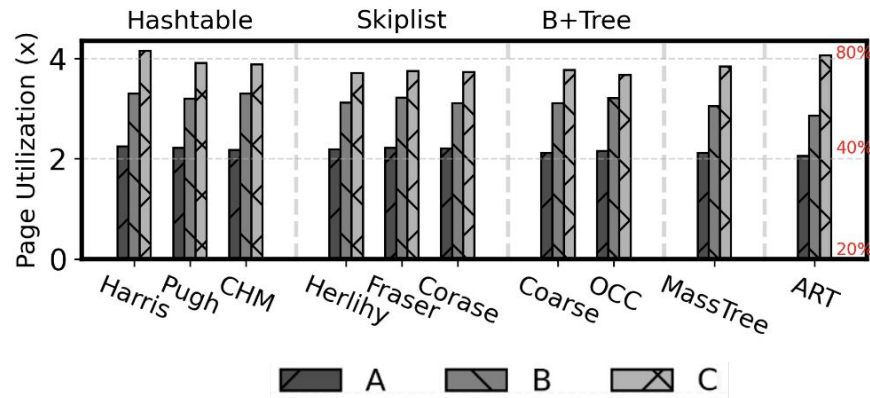 Hashtable Skiplist B+Tree
Page Utilization (x)
4
2
0
80%
40%
20%
Harris Pugh CHM Herlihy Fraser Corase Coarse OCC MassTree ART
A B C